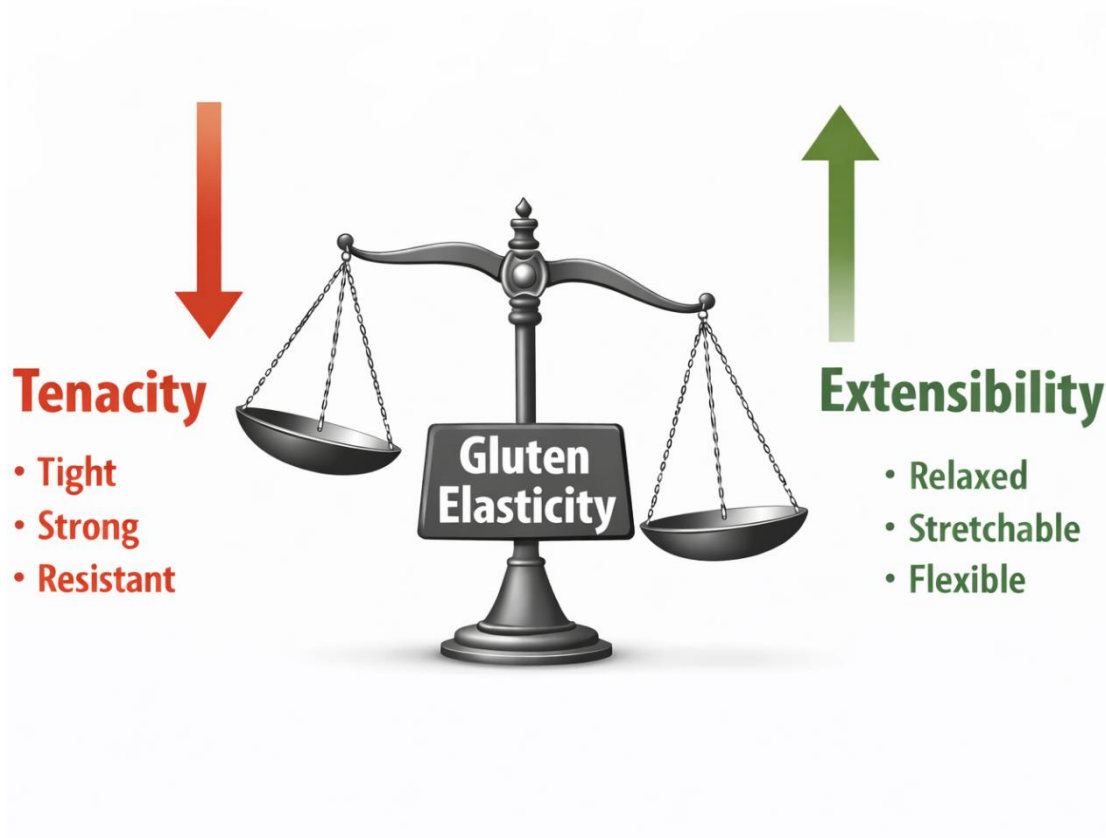 Tenacity
• Tight
• Strong
• Resistant
Gluten
Elasticity
Extensibility
• Relaxed
• Stretchable
• Flexible